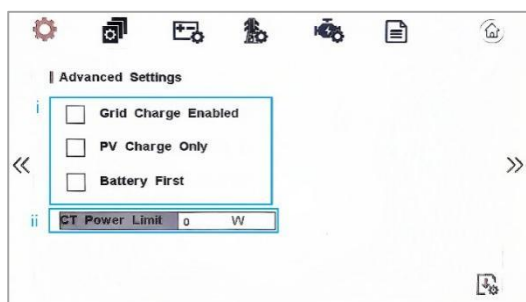 Advanced Settings
i
Grid Charge Enabled
PV Charge Only
Battery First
ii
CT Power Limit 0 W